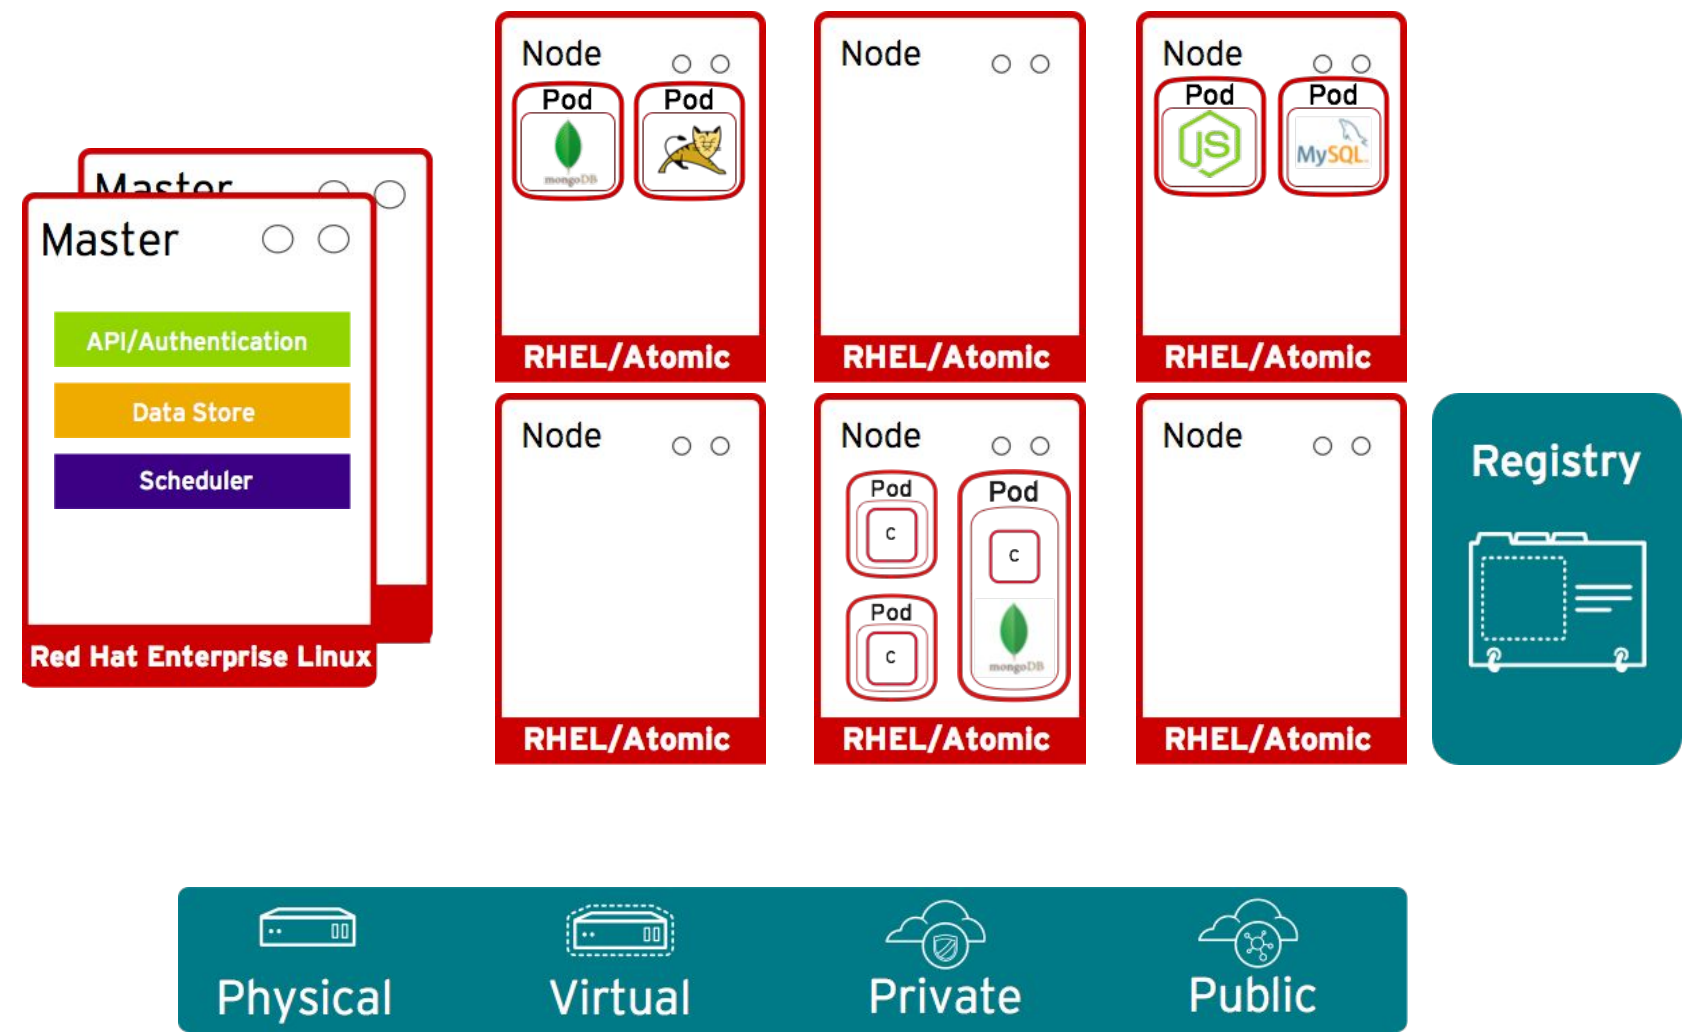 Master
Master
API/Authentication
Data Store
Scheduler
Red Hat Enterprise Linux
Node
Pod
mongoDB
Pod
RHEL/Atomic
Node
RHEL/Atomic
Node
Pod
JS
Pod
MySQL
RHEL/Atomic
Node
RHEL/Atomic
Node
Pod
C
Pod
C
Pod
C
mongoDB
RHEL/Atomic
Node
RHEL/Atomic
Registry
Physical
Virtual
Private
Public